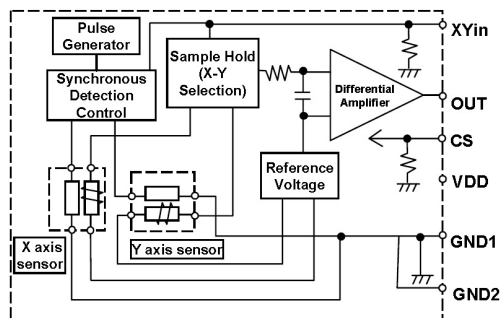 Pulse
Generator
Synchronous
Detection
Control
Sample Hold
(X-Y
Selection)
Differential
Amplifier
Reference
Voltage
X axis
sensor
Y axis sensor
XYin
OUT
CS
VDD
GND1
GND2